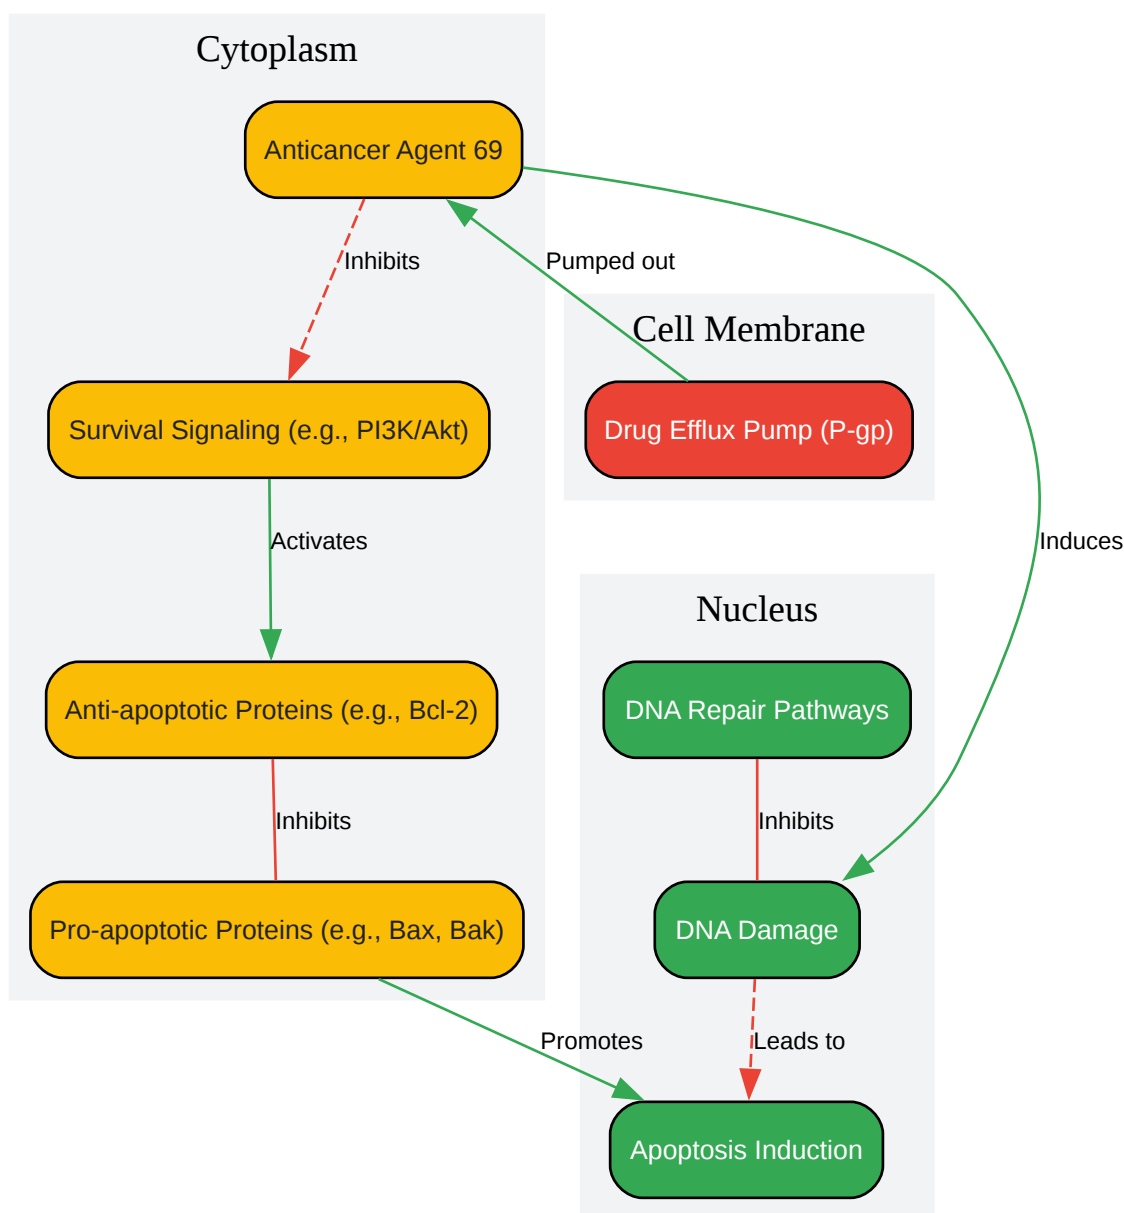 Cytoplasm
Anticancer Agent 69
Inhibits
Pumped out
Cell Membrane
Survival Signaling (e.g., PI3K/Akt)
Drug Efflux Pump (P-gp)
Activates
Induces
Nucleus
Anti-apoptotic Proteins (e.g., Bcl-2)
DNA Repair Pathways
Inhibits
Inhibits
Pro-apoptotic Proteins (e.g., Bax, Bak)
DNA Damage
Promotes
Leads to
Apoptosis Induction